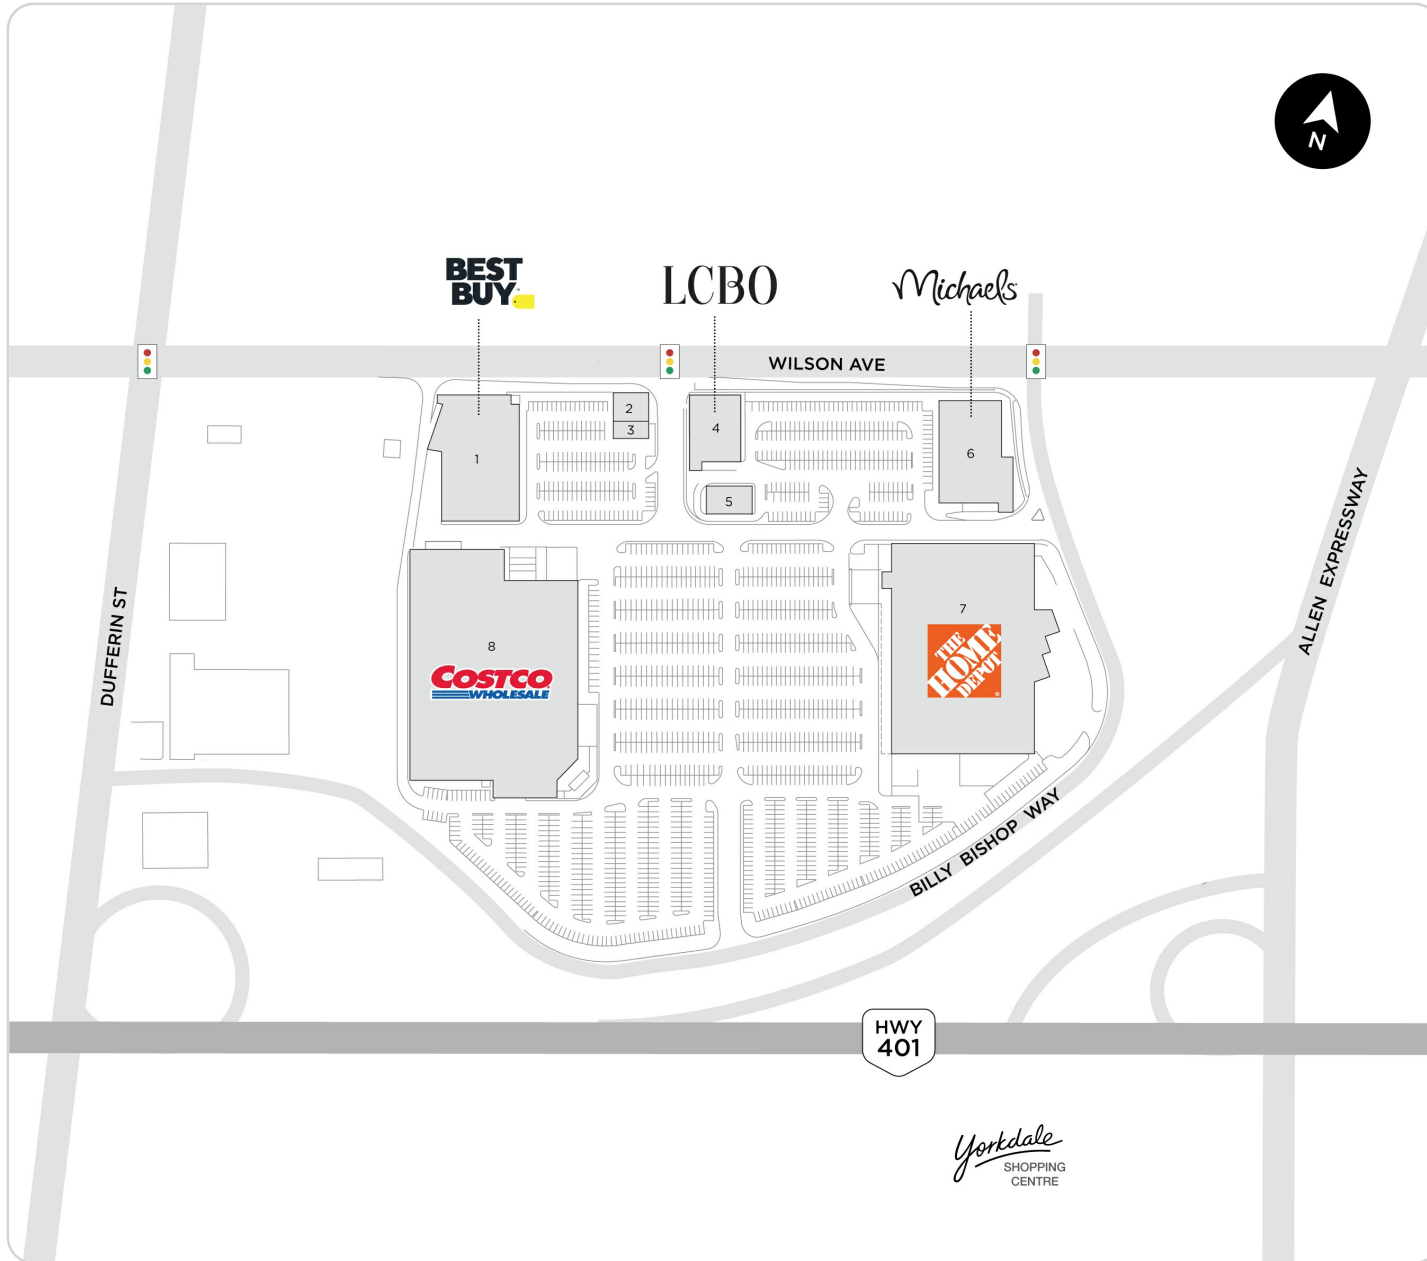 N
BEST
BUY
LCBO
Michaels
WILSON AVE
2
3
4
1
6
5
DUFFERIN ST
ALLEN EXPRESSWAY
7
THE
HOME
DEPOT
8
COSTCO
WHOLESALE
BILLY BISHOP WAY
HWY
401
Yorkdale
SHOPPING
CENTRE